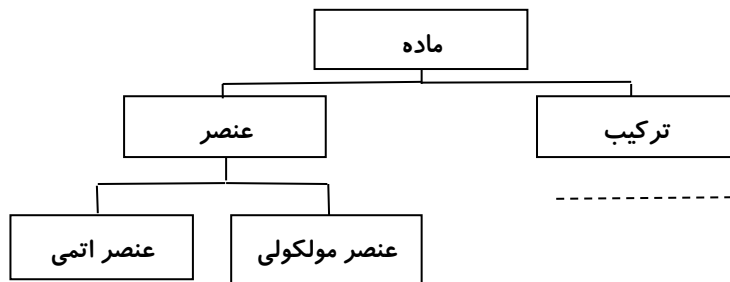 ماده
عنصر
ترکیب
عنصر اتمی
عنصر مولکولی